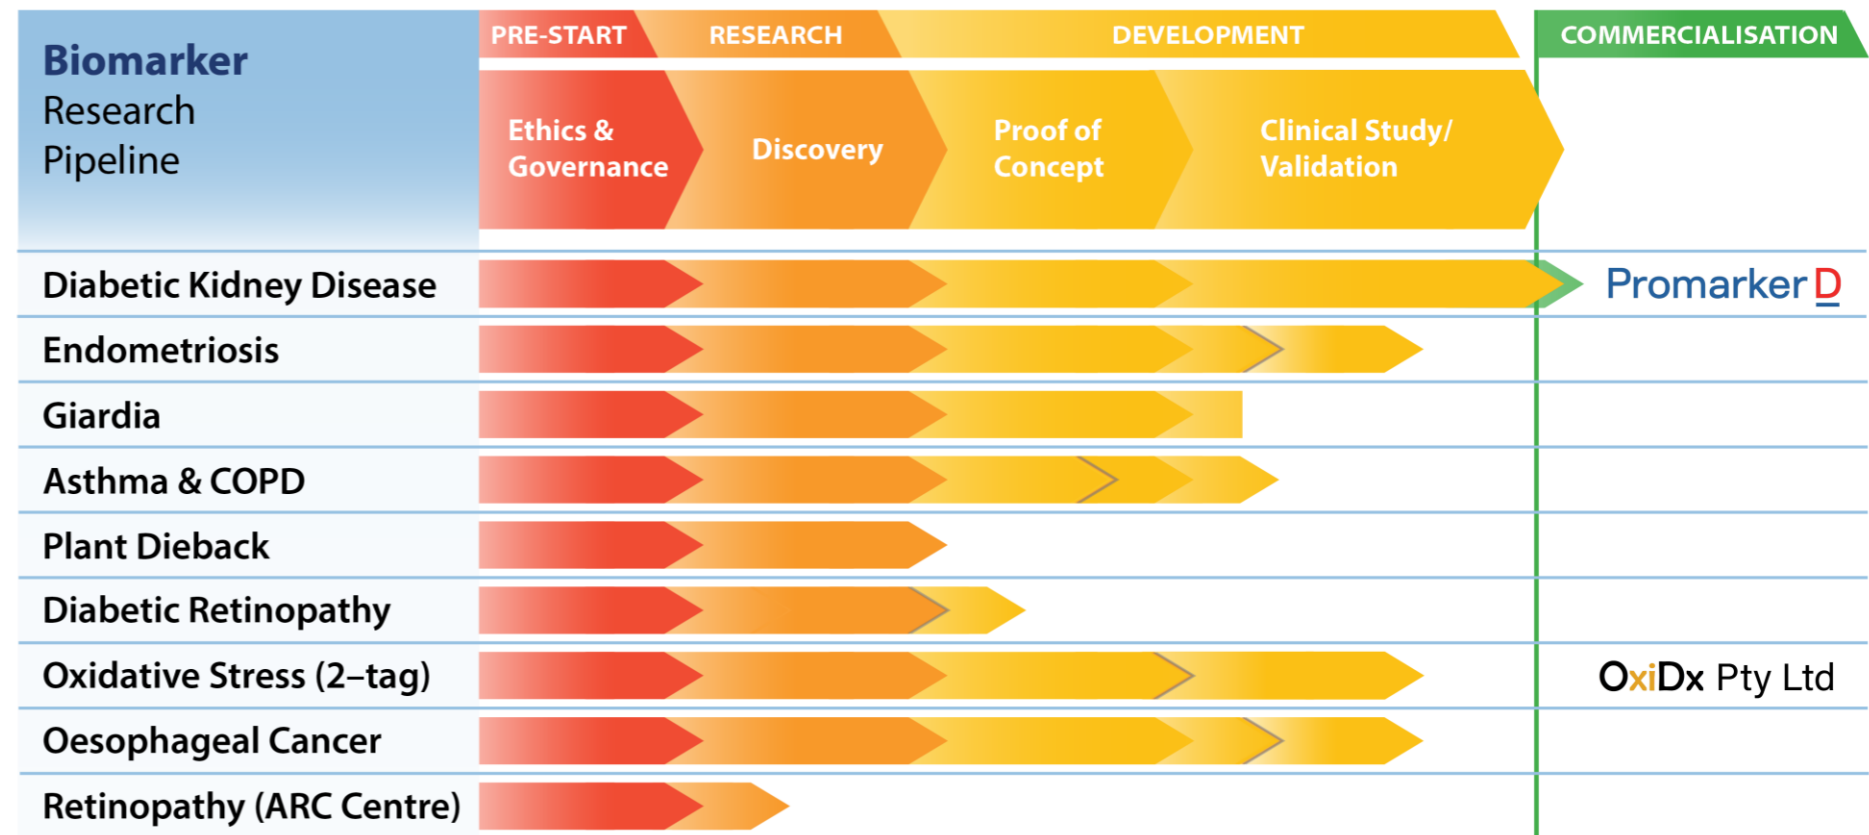 Biomarker
Research
Pipeline
PRE-START
RESEARCH
DEVELOPMENT
COMMERCIALISATION
Ethics &
Governance
Discovery
Proof of
Concept
Clinical Study/
Validation
Diabetic Kidney Disease
Promarker D
Endometriosis
Giardia
Asthma & COPD
Plant Dieback
Diabetic Retinopathy
Oxidative Stress (2–tag)
OxiDx Pty Ltd
Oesophageal Cancer
Retinopathy (ARC Centre)